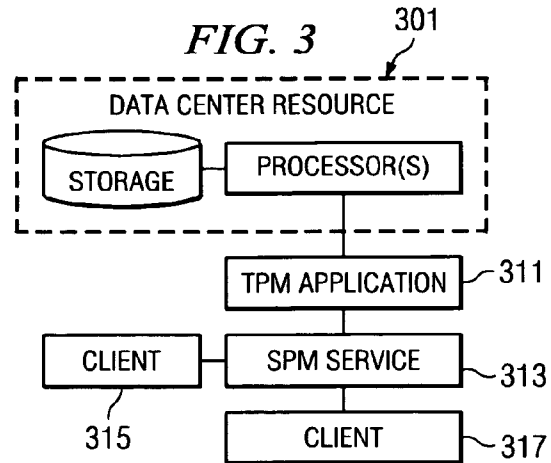 FIG. 3
301
DATA CENTER RESOURCE
STORAGE
PROCESSOR(S)
TPM APPLICATION
311
CLIENT
SPM SERVICE
313
315
CLIENT
317